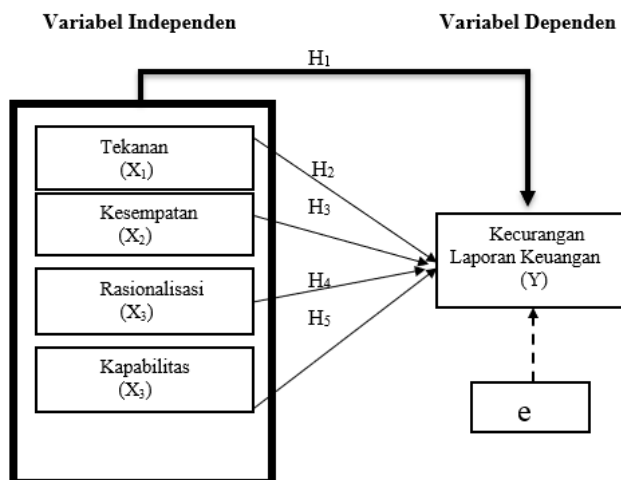 Variabel Independen
Variabel Dependen
H₁
Tekanan
(X₁)
H₂
Kesempatan
(X₂)
H₃
Kecurangan
Laporan Keuangan
(Y)
Rasionalisasi
(X₃)
H₄
H₅
Kapabilitas
(X₃)
e